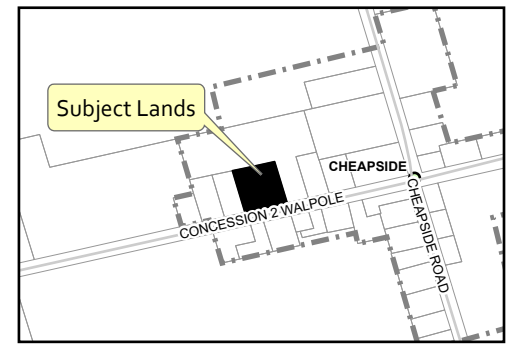 Subject Lands
CHEAPSIDE
CONCESSION 2 WALPOLE
CHEAPSIDE ROAD